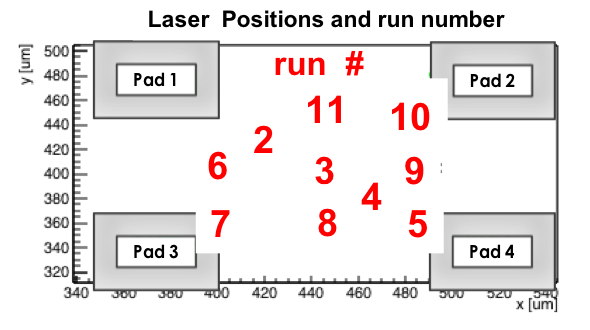 Laser Positions and run number
y [um]
500
480
460
440
420
400
380
360
340
320
Pad 1
Pad 2
run #
11
10
2
6
3
9
4
7
8
5
Pad 3
Pad 4
340 360 380 400 420 440 460 480 500 520 540
x [um]